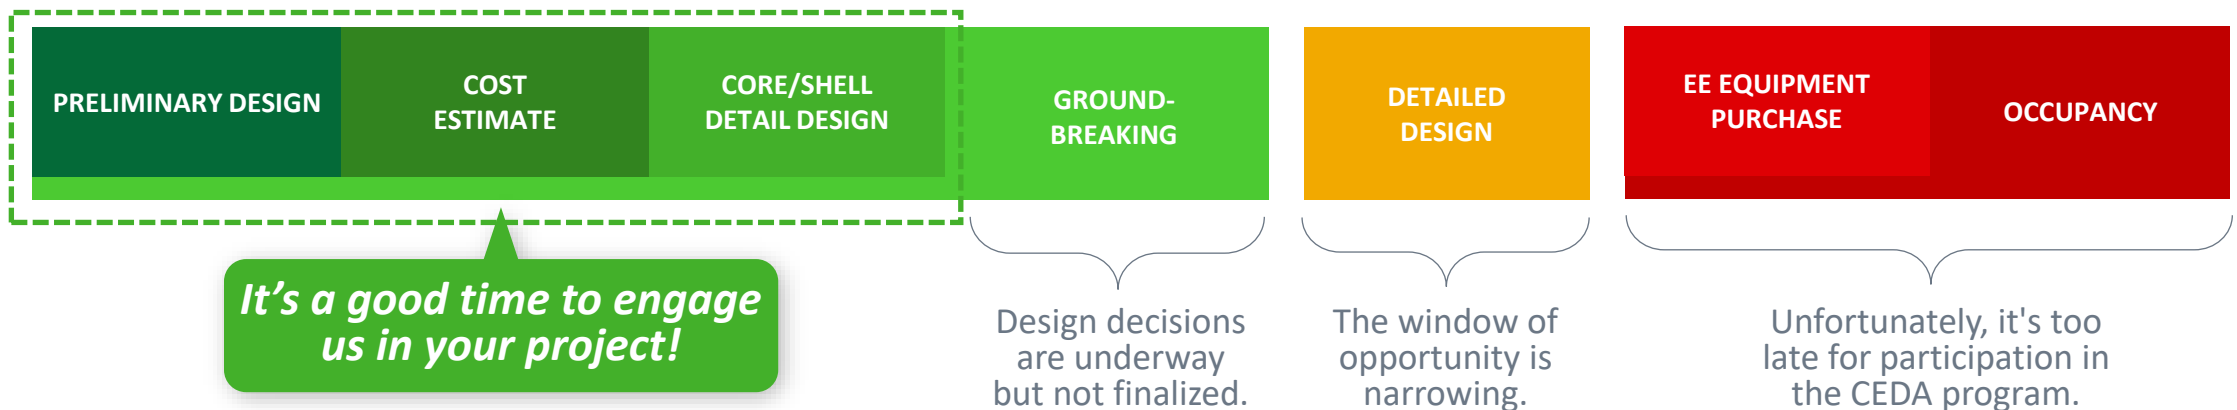 PRELIMINARY DESIGN
COST
ESTIMATE
CORE/SHELL
DETAIL DESIGN
GROUND-
BREAKING
DETAILED
DESIGN
EE EQUIPMENT
PURCHASE
OCCUPANCY
It’s a good time to engage
us in your project!
Design decisions
are underway
but not finalized.
The window of
opportunity is
narrowing.
Unfortunately, it's too
late for participation in
the CEDA program.